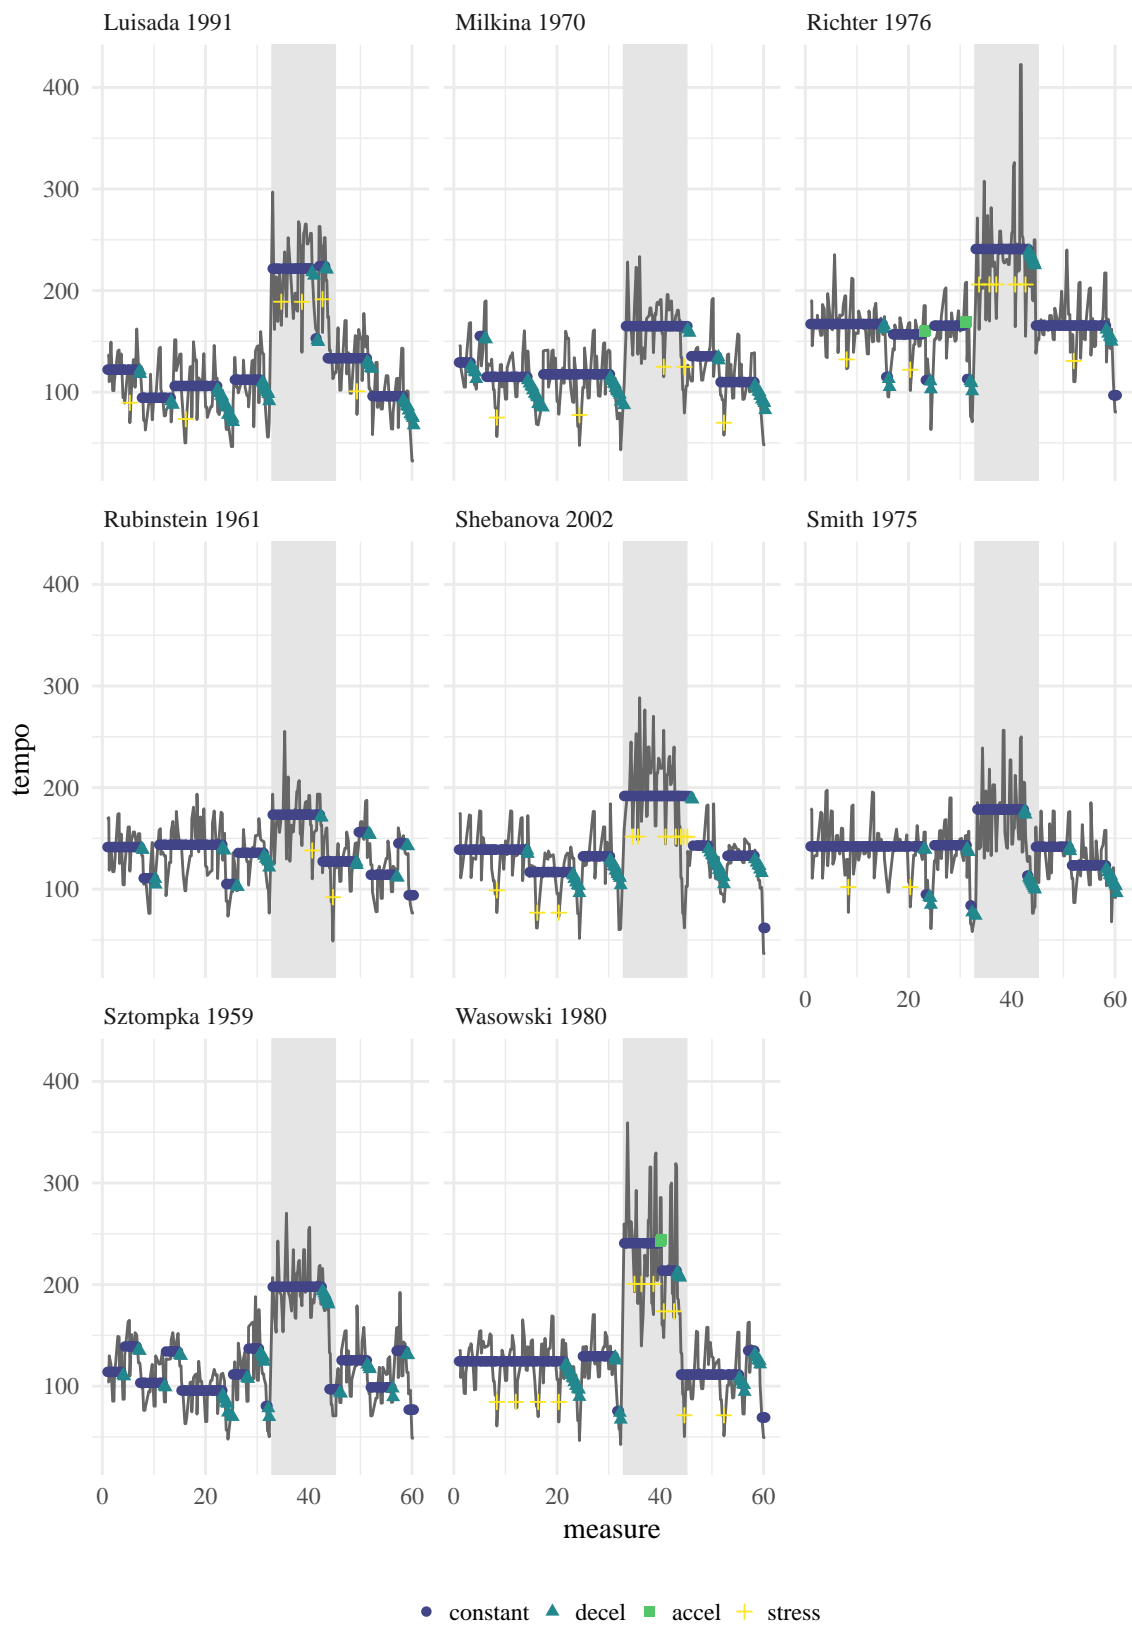 Luisada 1991 Milkina 1970 Richter 1976
400
300
200
100
Rubinstein 1961 Shebanova 2002 Smith 1975
400
300
200
100
0 20 40 60
Sztompka 1959 Wasowski 1980
400
300
200
100
0 20 40 60 0 20 40 60
tempo
measure
constant decel accel stress